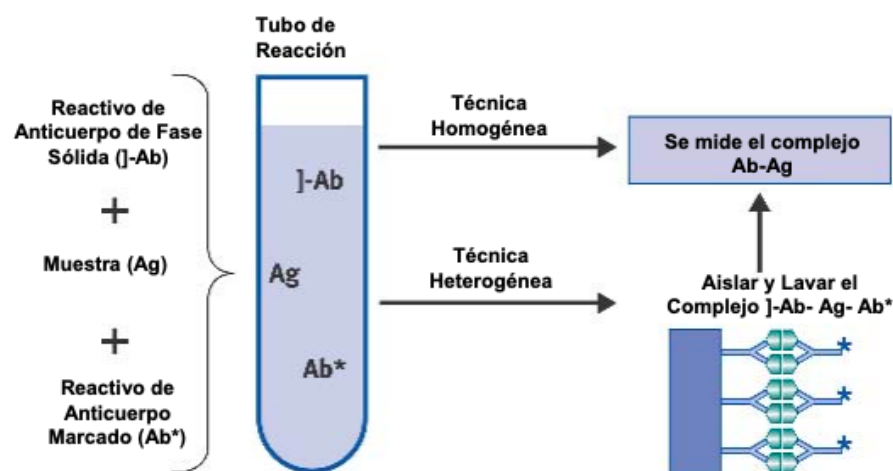 Tubo de
Reacción
Reactivo de
Anticuerpo de Fase
Sólida (]-Ab)
+
Muestra (Ag)
+
Reactivo de
Anticuerpo
Marcado (Ab*)
]-Ab
Ag
Ab*
Técnica
Homogénea
Técnica
Heterogénea
Se mide el complejo
Ab-Ag
Aislar y Lavar el
Complejo ]-Ab- Ag- Ab*
*
*
*